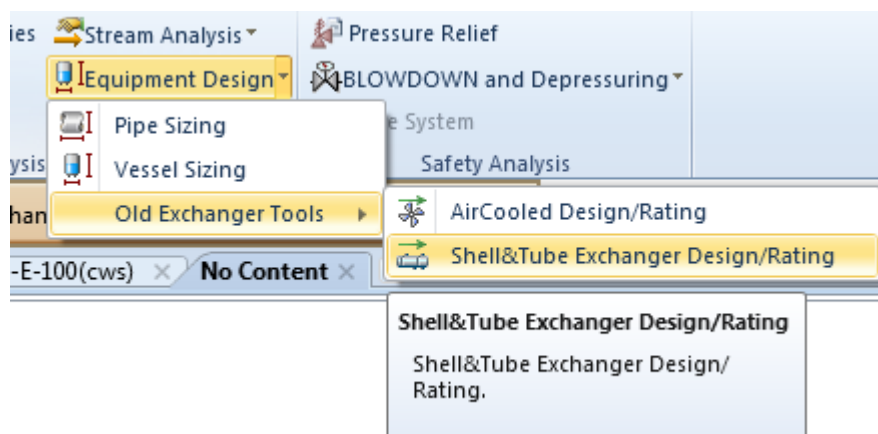 ies Stream Analysis Pressure Relief
Equipment Design BLOWDOWN and Depressuring
Pipe Sizing e System
ysis Vessel Sizing Safety Analysis
han Old Exchanger Tools AirCooled Design/Rating
-E-100(cws) No Content Shell&Tube Exchanger Design/Rating
Shell&Tube Exchanger Design/Rating
Shell&Tube Exchanger Design/
Rating.